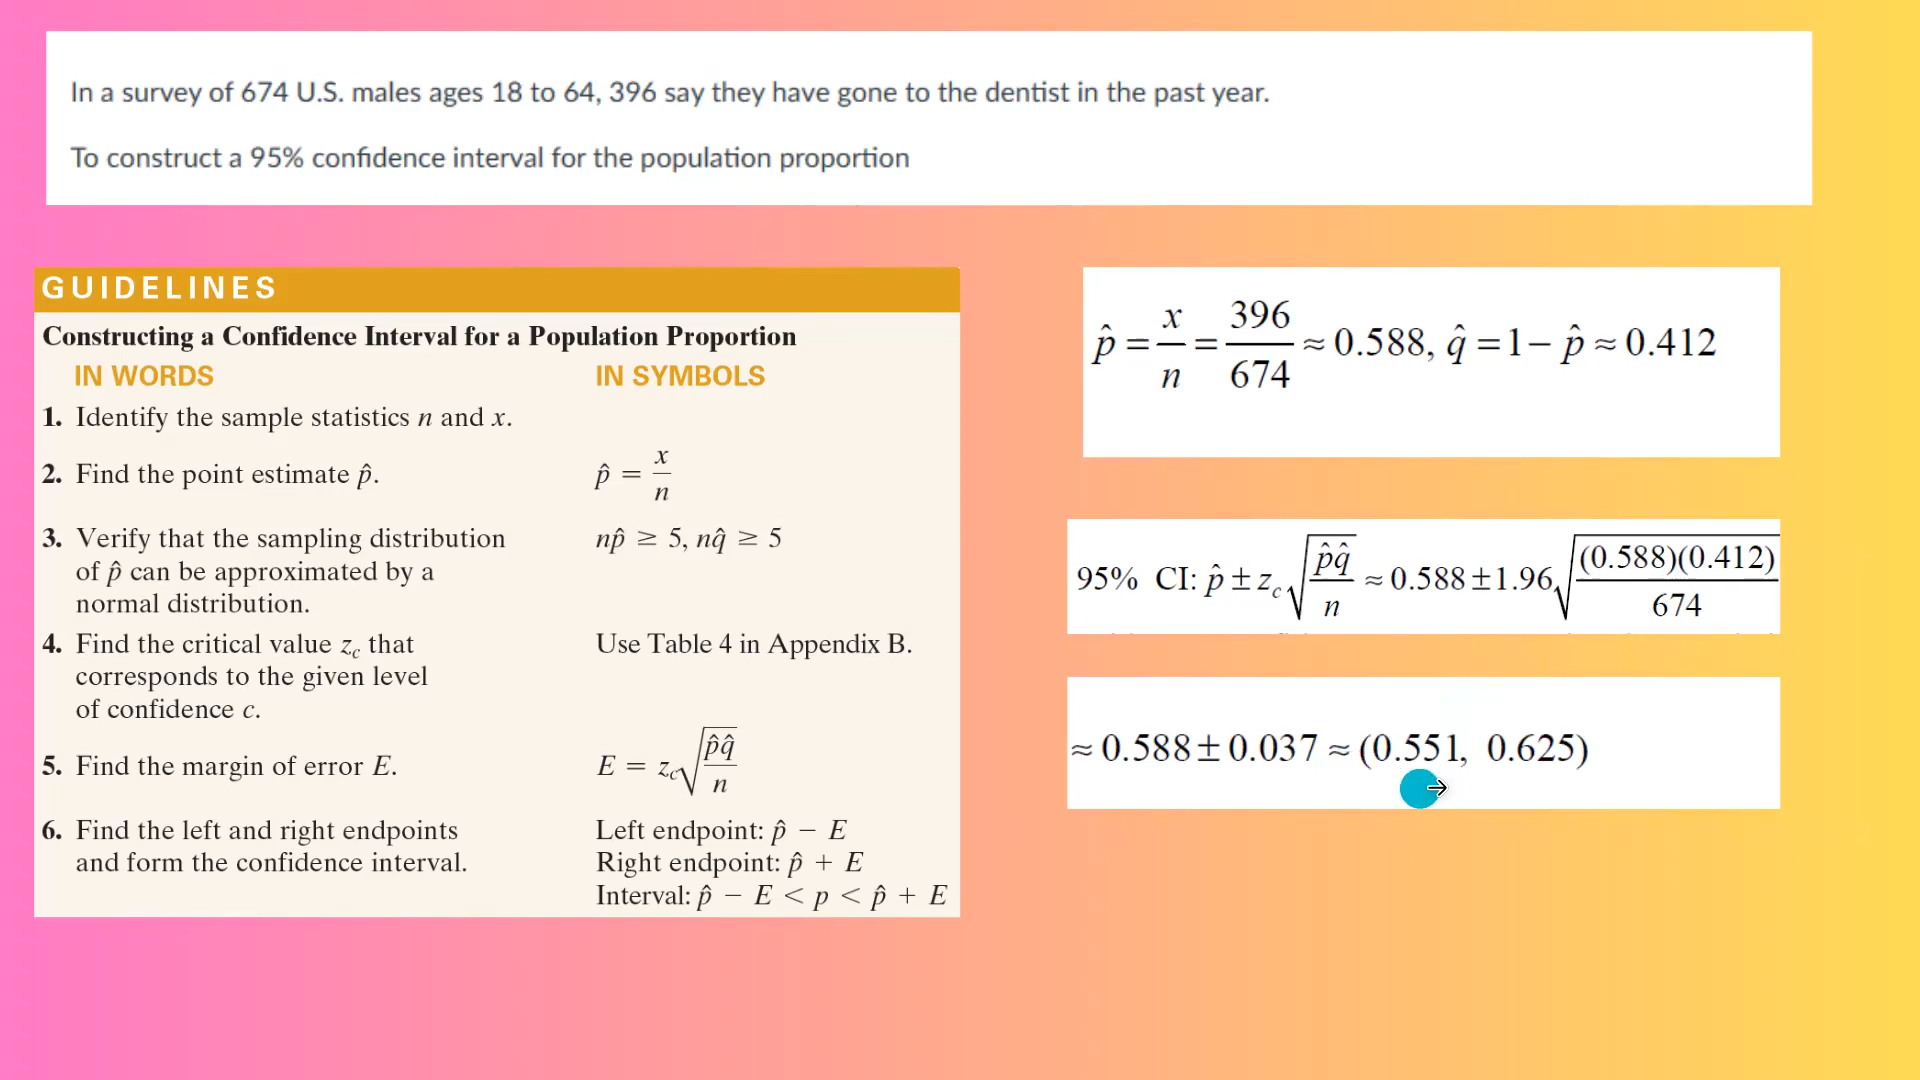 In a survey of 674 U.S. males ages 18 to 64, 396 say they have gone to the dentist in the past year.
To construct a 95% confidence interval for the population proportion
GUIDELINES
Constructing a Confidence Interval for a Population Proportion
IN WORDS IN SYMBOLS
1. Identify the sample statistics n and x.
2. Find the point estimate p̂. p̂ = x/n
3. Verify that the sampling distribution np̂ ≥ 5, nq̂ ≥ 5
of p̂ can be approximated by a
normal distribution.
4. Find the critical value z_c that Use Table 4 in Appendix B.
corresponds to the given level
of confidence c.
5. Find the margin of error E. E = z_c√(p̂q̂/n)
6. Find the left and right endpoints Left endpoint: p̂ − E
and form the confidence interval. Right endpoint: p̂ + E
Interval: p̂ − E < p < p̂ + E
p̂ = x/n = 396/674 ≈ 0.588, q̂ = 1 − p̂ ≈ 0.412
95% CI: p̂ ± z_c√(p̂q̂/n) ≈ 0.588 ± 1.96√((0.588)(0.412)/674)
≈ 0.588 ± 0.037 ≈ (0.551, 0.625)